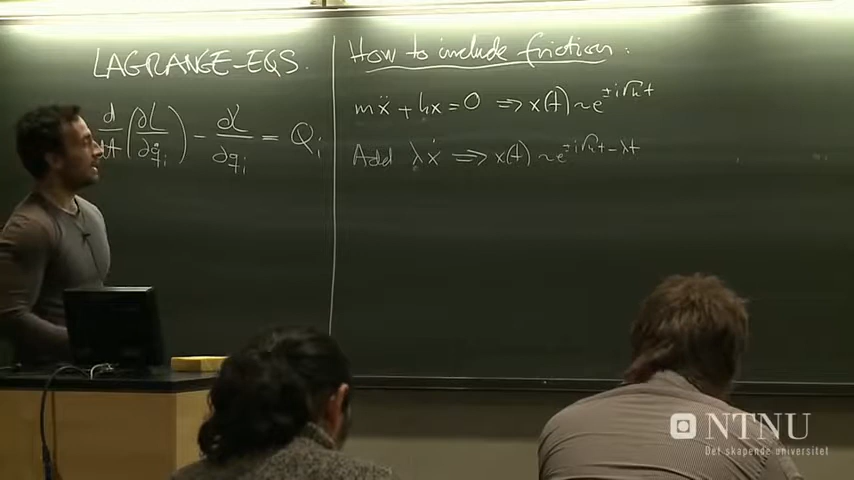 LAGRANGE-EQS.
d/dt (∂L/∂q̇ᵢ) - ∂L/∂qᵢ = Qᵢ
How to include friction:
mẍ + kx = 0 ⇒ x(t) ~ e^{±i√k t}
Add λẋ ⇒ x(t) ~ e^{±i√k t - λt}
NTNU
Det skapende universitet